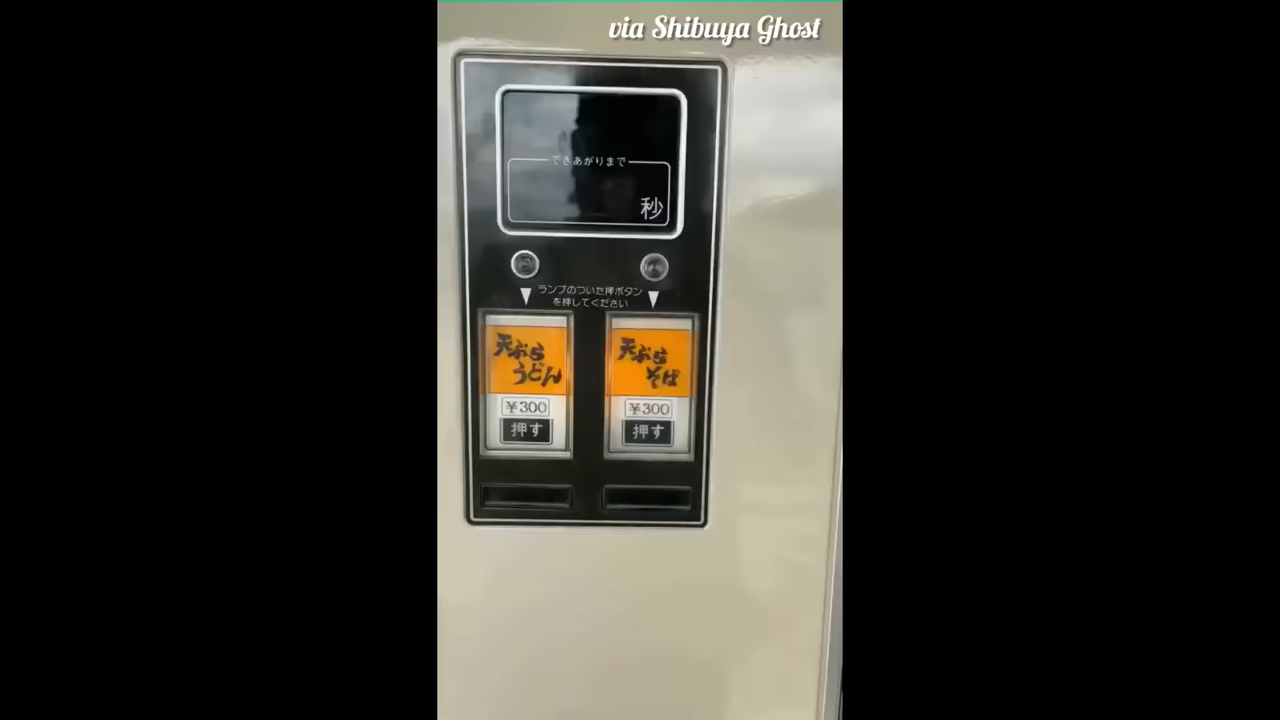 via Shibuya Ghost
できあがりまで
秒
ランプのついた押ボタン
を押してください
天ぷら
うどん
¥300
押す
天ぷら
そば
¥300
押す